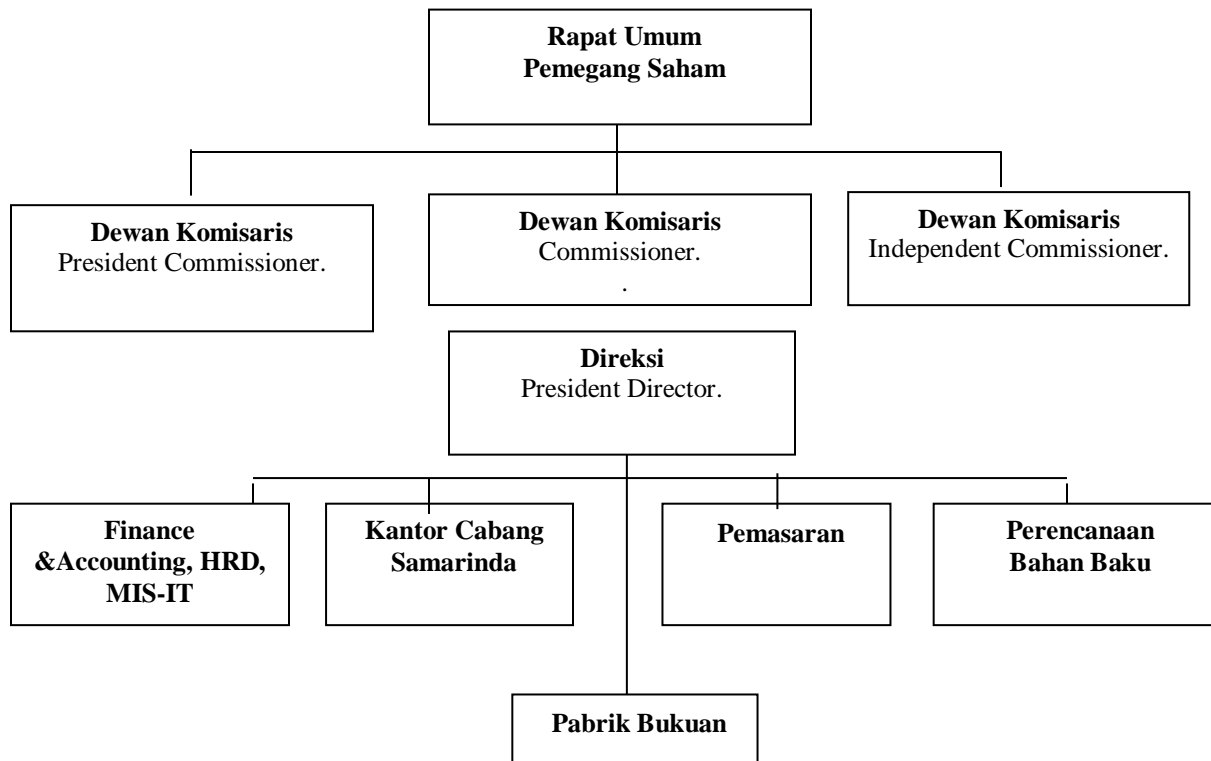 Rapat Umum
Pemegang Saham
Dewan Komisaris
President Commissioner.
Dewan Komisaris
Commissioner.
.
Dewan Komisaris
Independent Commissioner.
Direksi
President Director.
Finance
&Accounting, HRD,
MIS-IT
Kantor Cabang
Samarinda
Pemasaran
Perencanaan
Bahan Baku
Pabrik Bukuan